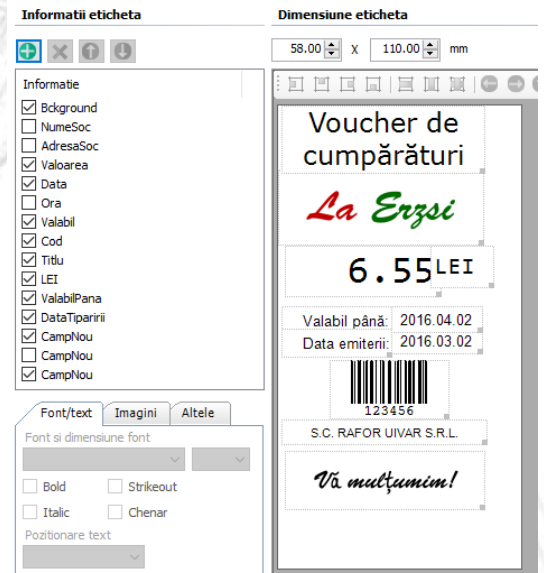 Informatii eticheta
Dimensiune eticheta
58.00 X 110.00 mm
Informatie
Bckground
NumeSoc
AdresaSoc
Valoarea
Data
Ora
Valabil
Cod
Titlu
LEI
ValabilPana
DataTiparirii
CampNou
CampNou
CampNou
Font/text Imagini Altele
Font si dimensiune font
Bold Strikeout
Italic Chenar
Pozitionare text
Voucher de
cumpărături
La Erzsi
6.55 LEI
Valabil până: 2016.04.02
Data emiterii: 2016.03.02
123456
S.C. RAFOR UIVAR S.R.L.
Vă mulţumim!